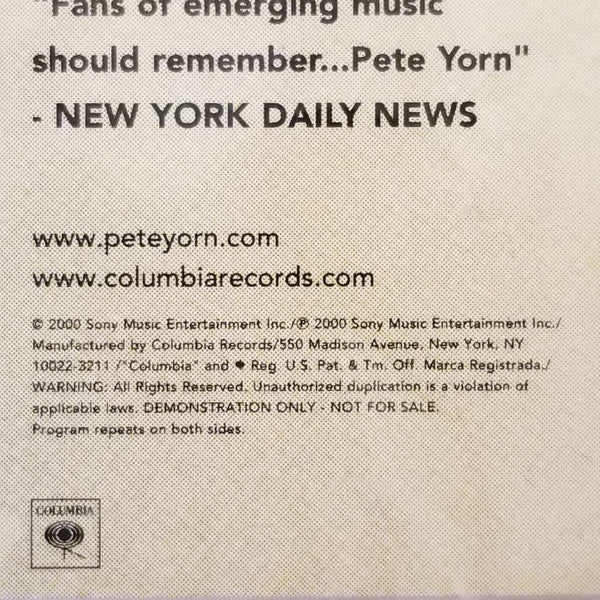 "Fans of emerging music
should remember...Pete Yorn"
- NEW YORK DAILY NEWS
www.peteyorn.com
www.columbiarecords.com
© 2000 Sony Music Entertainment Inc./℗ 2000 Sony Music Entertainment Inc./
Manufactured by Columbia Records/550 Madison Avenue, New York, NY
10022-3211 /"Columbia" and Reg. U.S. Pat. & Tm. Off. Marca Registrada./
WARNING: All Rights Reserved. Unauthorized duplication is a violation of
applicable laws. DEMONSTRATION ONLY - NOT FOR SALE.
Program repeats on both sides.
COLUMBIA